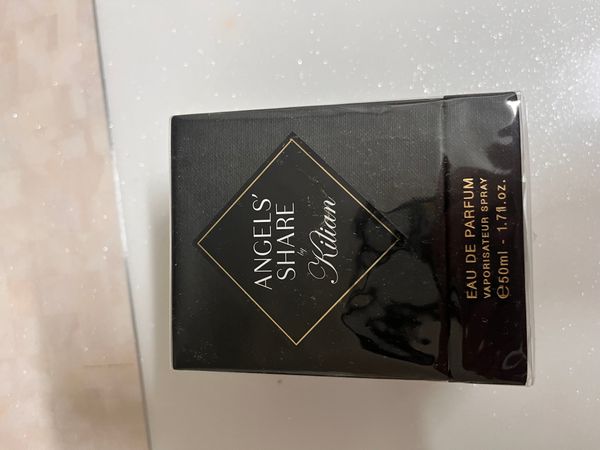 ANGELS'
SHARE
by
Kilian
EAU DE PARFUM
VAPORISATEUR SPRAY
℮50ml - 1.7fl.oz.